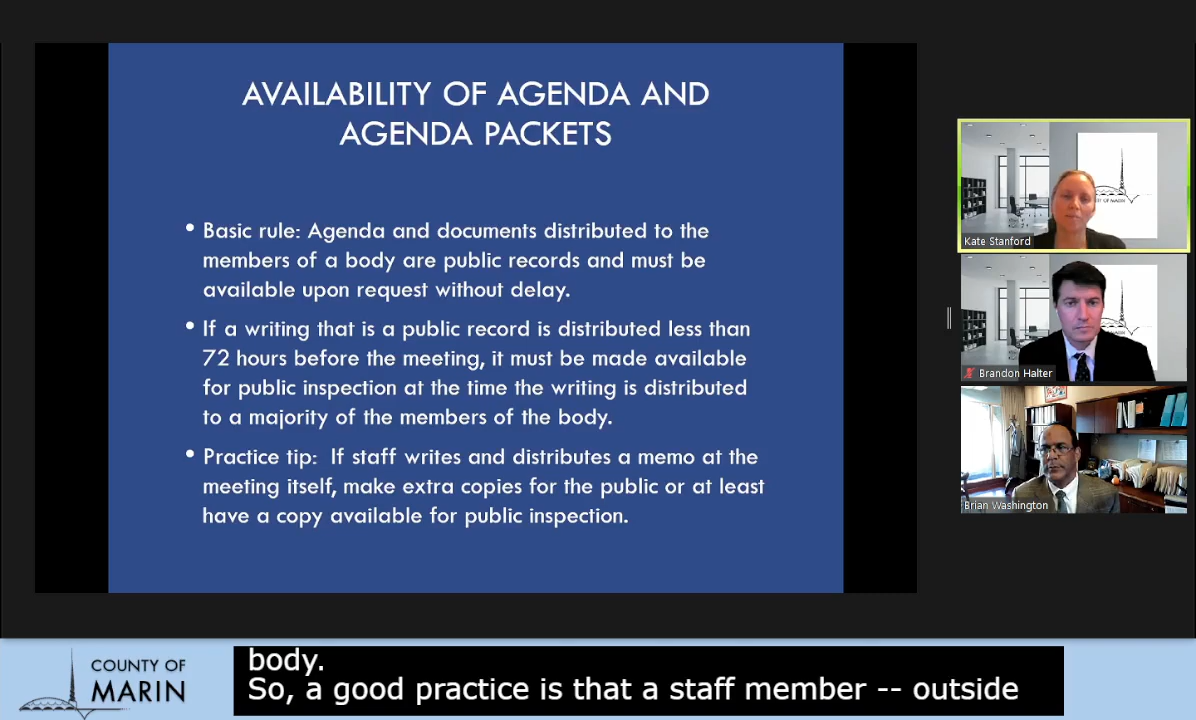 AVAILABILITY OF AGENDA AND
AGENDA PACKETS
• Basic rule: Agenda and documents distributed to the
members of a body are public records and must be
available upon request without delay.
• If a writing that is a public record is distributed less than
72 hours before the meeting, it must be made available
for public inspection at the time the writing is distributed
to a majority of the members of the body.
• Practice tip:  If staff writes and distributes a memo at the
meeting itself, make extra copies for the public or at least
have a copy available for public inspection.
Kate Stanford
Brandon Halter
Brian Washington
COUNTY OF
MARIN
body.
So, a good practice is that a staff member -- outside